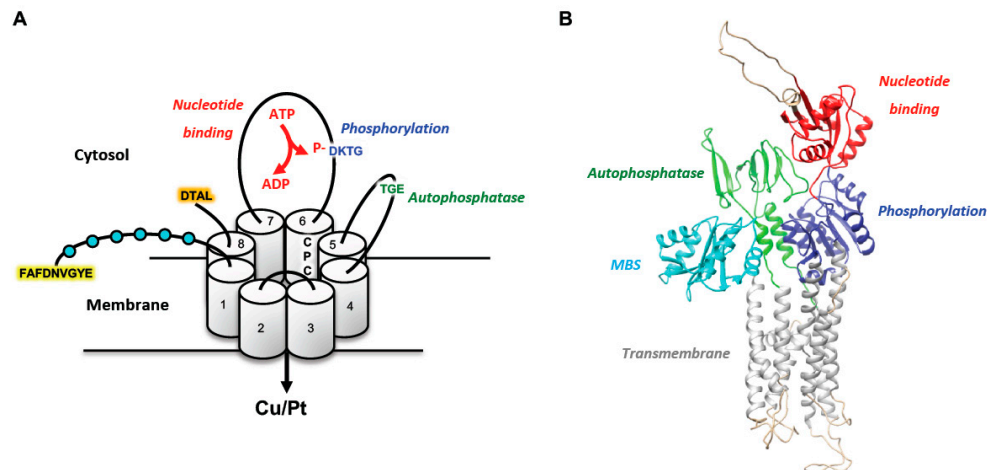 A
Nucleotide
binding
ATP
Phosphorylation
P-
DKTG
ADP
Cytosol
TGE
Autophosphatase
DTAL
7
6
8
5
C
P
C
FAFDNVGYE
Membrane
1
4
2
3
Cu/Pt
B
Nucleotide
binding
Autophosphatase
Phosphorylation
MBS
Transmembrane